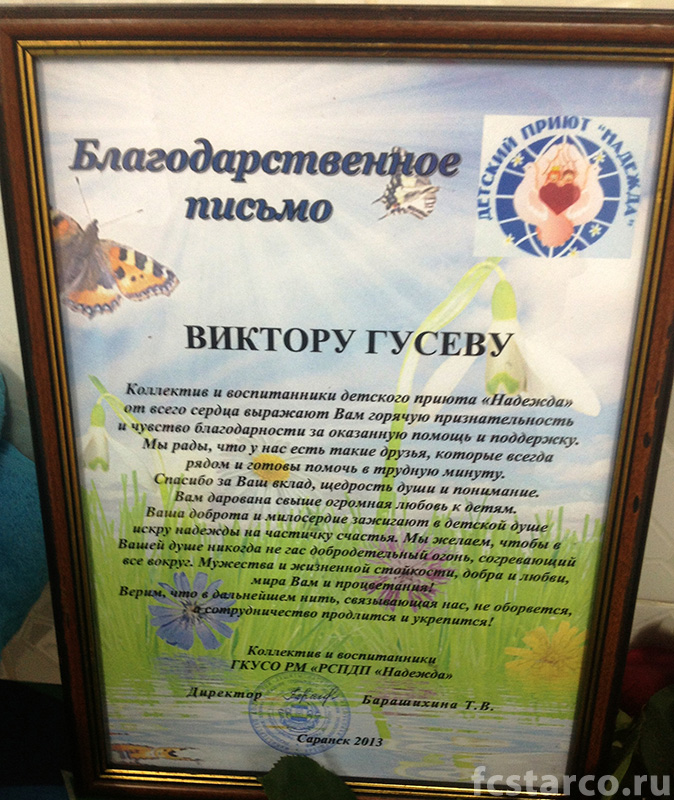 Благодарственное
письмо
ДЕТСКИЙ ПРИЮТ "НАДЕЖДА"
ВИКТОРУ ГУСЕВУ
Коллектив и воспитанники детского приюта «Надежда»
от всего сердца выражают Вам горячую признательность
и чувство благодарности за оказанную помощь и поддержку.
Мы рады, что у нас есть такие друзья, которые всегда
рядом и готовы помочь в трудную минуту.
Спасибо за Ваш вклад, щедрость души и понимание.
Вам дарована свыше огромная любовь к детям.
Ваша доброта и милосердие зажигают в детской душе
искру надежды на частичку счастья. Мы желаем, чтобы в
Вашей душе никогда не гас добродетельный огонь, согревающий
все вокруг. Мужества и жизненной стойкости, добра и любви,
мира Вам и процветания!
Верим, что в дальнейшем нить, связывающая нас, не оборвется,
а сотрудничество продлится и укрепится!
Коллектив и воспитанники
ГКУСО РМ «РСПДП «Надежда»
Директор Барашихина Т.В.
Саранск 2013
fcstarco.ru